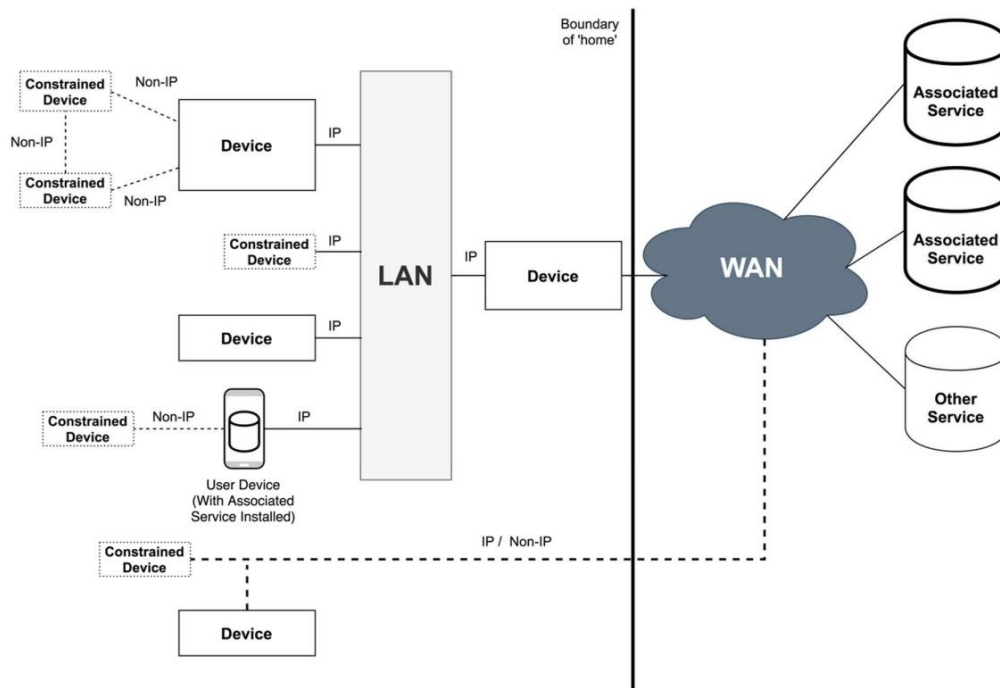 Boundary
of 'home'
Constrained
Device
Non-IP
Device
IP
Non-IP
Constrained
Device
Non-IP
Constrained
Device
IP
LAN
IP
Device
WAN
Associated
Service
Associated
Service
Other
Service
Device
IP
Constrained
Device
Non-IP
IP
User Device
(With Associated
Service Installed)
Constrained
Device
IP / Non-IP
Device